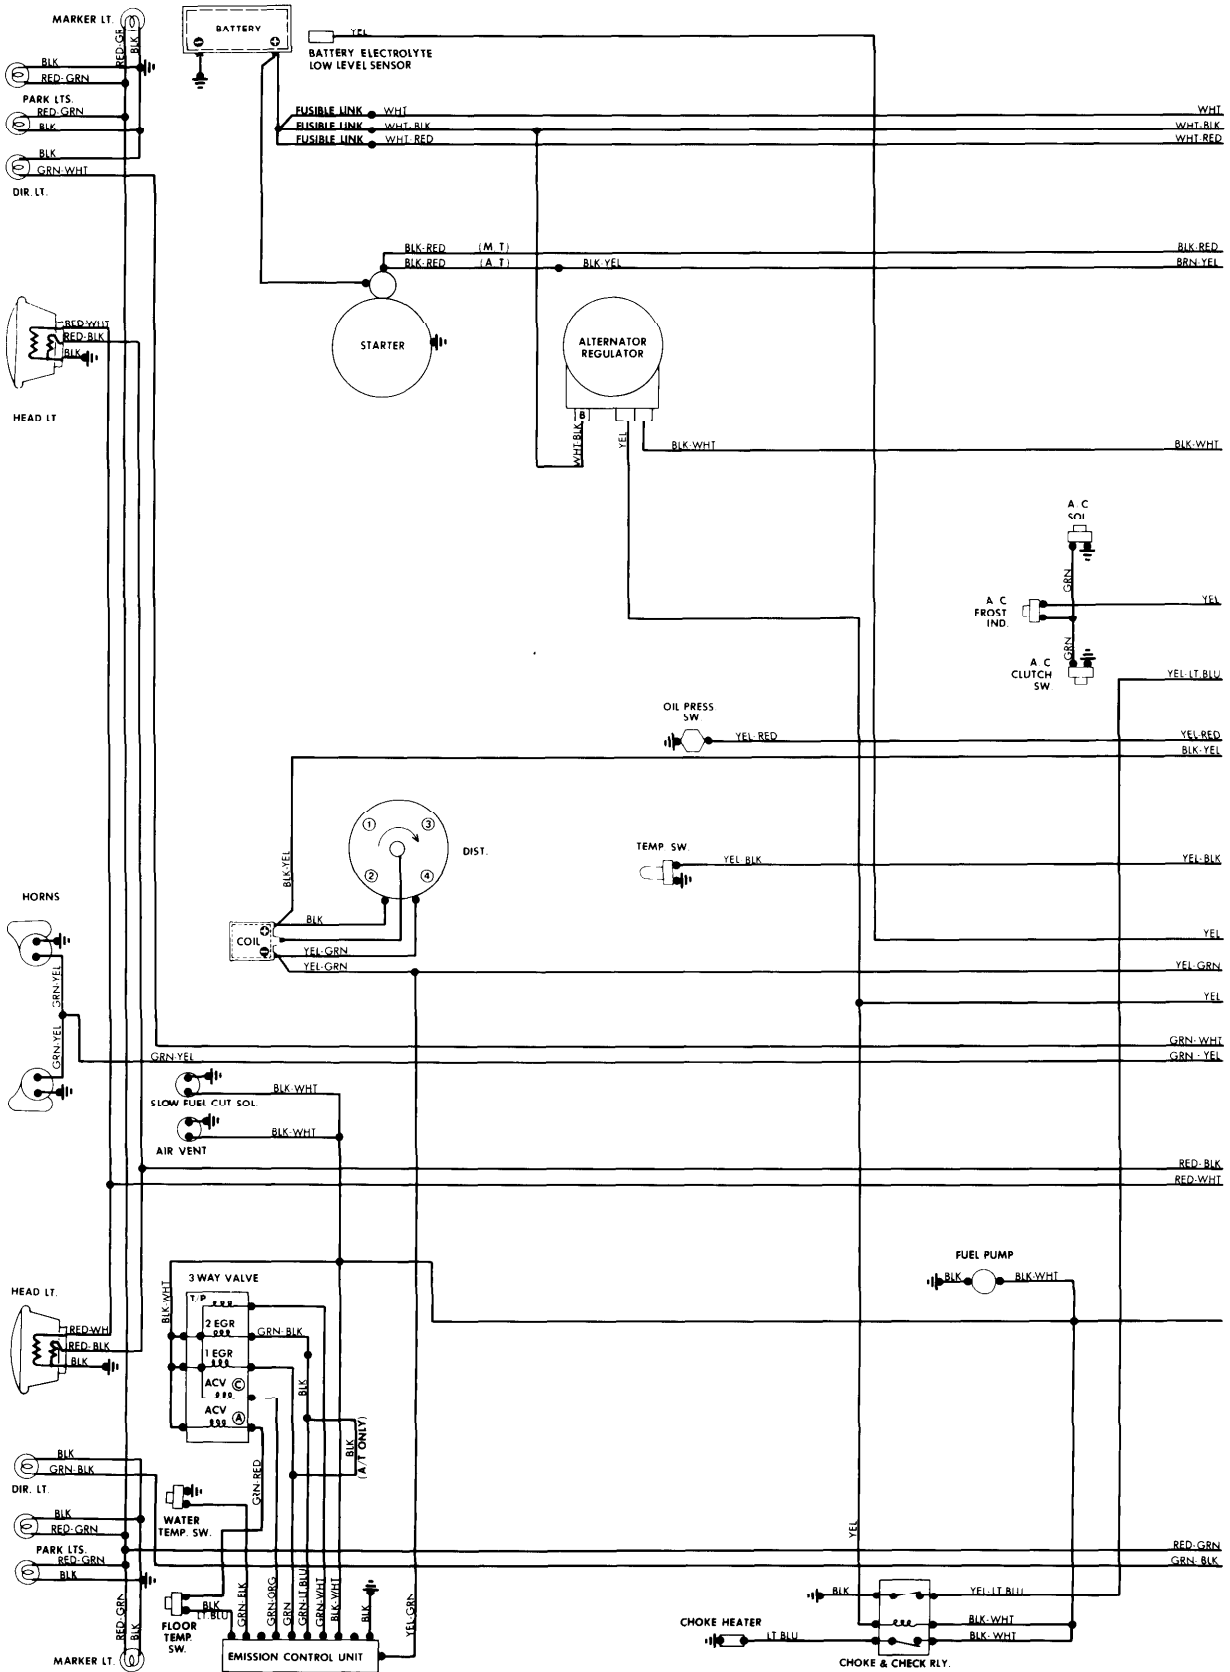 MARKER LT.
RED-GR
BLK
BATTERY
YEL
BATTERY ELECTROLYTE
LOW LEVEL SENSOR
BLK
RED-GRN
PARK LTS.
RED-GRN
BLK
BLK
GRN-WHT
DIR. LT.
FUSIBLE LINK WHT WHT
FUSIBLE LINK WHT-BLK WHT-BLK
FUSIBLE LINK WHT-RED WHT-RED
BLK-RED (M.T) BLK-RED
BLK-RED (A.T) BLK-YEL BRN-YEL
RED-WHT
RED-BLK
BLK
HEAD LT
STARTER
ALTERNATOR
REGULATOR
B
WHT-BLK
YEL
BLK-WHT BLK-WHT
A.C
SOL
GRN
A.C
FROST
IND.
YEL
GRN
A.C
CLUTCH
SW.
YEL-LT.BLU
OIL PRESS.
SW.
YEL-RED YEL-RED
BLK-YEL
1 3
2 4
DIST.
BLK-YEL
TEMP. SW.
YEL-BLK YEL-BLK
HORNS
GRN-YEL
GRN-YEL
COIL
BLK
YEL-GRN
YEL-GRN
YEL
YEL-GRN
YEL
GRN-WHT
GRN-YEL GRN - YEL
BLK-WHT
SLOW FUEL CUT SOL.
BLK-WHT
AIR VENT
RED-BLK
RED-WHT
FUEL PUMP
BLK BLK-WHT
HEAD LT.
RED-WH
RED-BLK
BLK
3 WAY VALVE
BLK-WHT
T/P
2 EGR
1 EGR
ACV C
ACV A
GRN-BLK
BLK
BLK
(A/T ONLY)
GRN-RED
BLK
GRN-BLK
DIR. LT.
WATER
TEMP. SW.
BLK
RED-GRN
PARK LTS.
RED-GRN
BLK
YEL
RED-GRN
GRN-BLK
FLOOR
TEMP.
SW.
BLK
LT.BLU
GRN-BLK
GRN-ORG
GRN
GRN-LT.BLU
GRN-WHT
BLK-WHT
BLK
YEL-GRN
EMISSION CONTROL UNIT
RED-GRN
BLK
MARKER LT.
BLK YEL-LT BLU
BLK-WHT
CHOKE HEATER
LT BLU BLK- WHT
CHOKE & CHECK RLY.